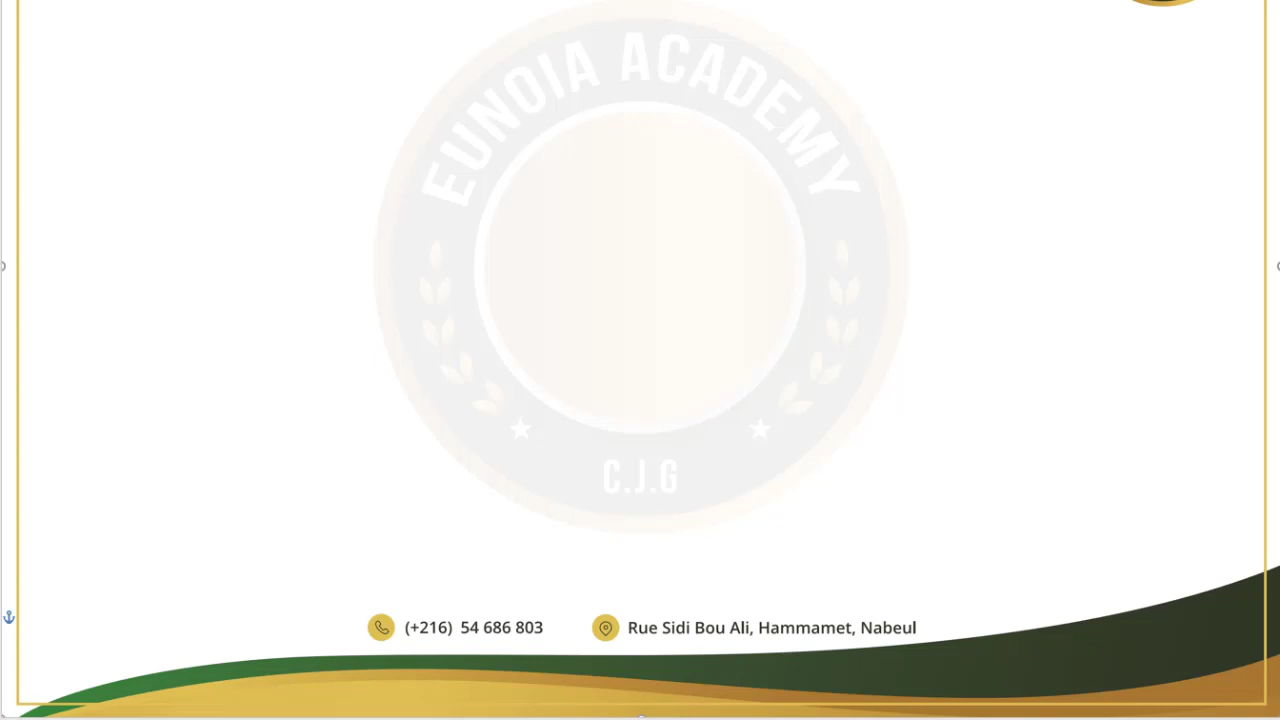 EUNOIA ACADEMY
C.J.G
(+216) 54 686 803
Rue Sidi Bou Ali, Hammamet, Nabeul